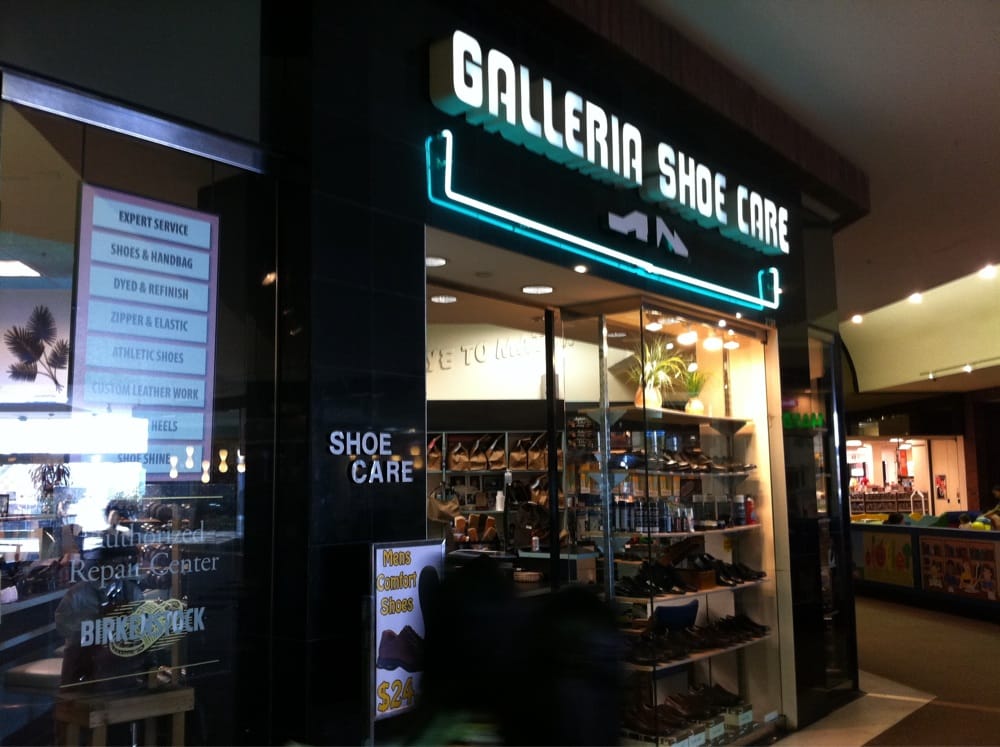 GALLERIA SHOE CARE
EXPERT SERVICE
SHOES & HANDBAG
DYED & REFINISH
ZIPPER & ELASTIC
ATHLETIC SHOES
CUSTOM LEATHER WORK
HEELS
SHOE SHINE
SHOE
CARE
Authorized
Repair Center
BIRKENSTOCK
Mens
Comfort
Shoes
$24
TO